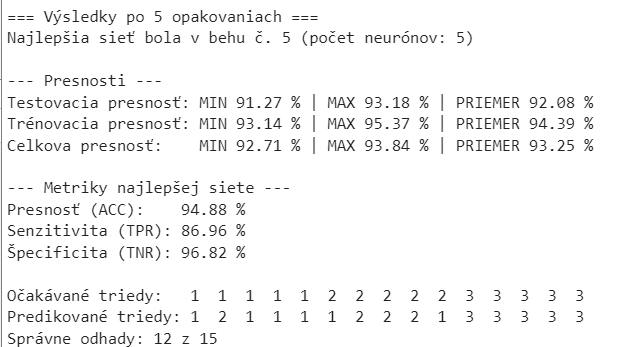 === Výsledky po 5 opakovaniach ===
Najlepšia sieť bola v behu č. 5 (počet neurónov: 5)
--- Presnosti ---
Testovacia presnosť: MIN 91.27 % | MAX 93.18 % | PRIEMER 92.08 %
Trénovacia presnosť: MIN 93.14 % | MAX 95.37 % | PRIEMER 94.39 %
Celkova presnosť: MIN 92.71 % | MAX 93.84 % | PRIEMER 93.25 %
--- Metriky najlepšej siete ---
Presnosť (ACC): 94.88 %
Senzitivita (TPR): 86.96 %
Špecificita (TNR): 96.82 %
Očakávané triedy: 1 1 1 1 1 2 2 2 2 2 3 3 3 3 3
Predikované triedy: 1 2 1 1 1 1 2 2 2 1 3 3 3 3 3
Správne odhady: 12 z 15